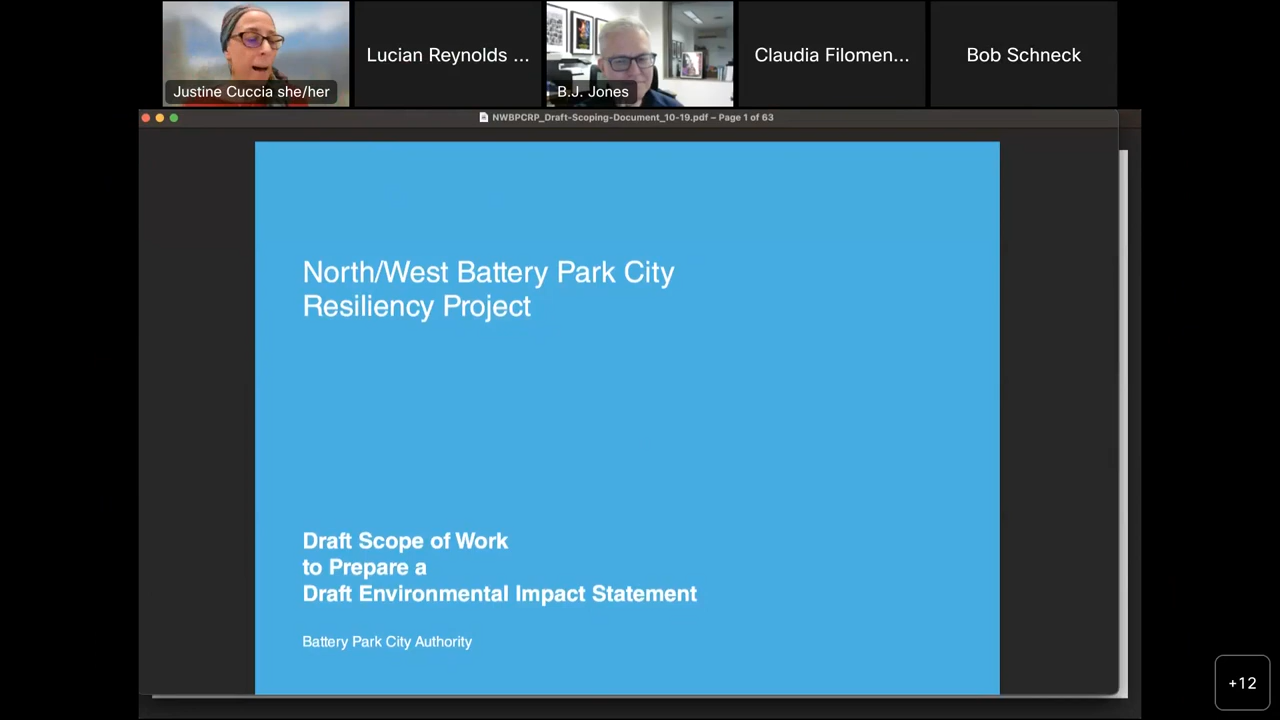 Justine Cuccia she/her
Lucian Reynolds ...
B.J. Jones
Claudia Filomen...
Bob Schneck
NWBPCRP_Draft-Scoping-Document_10-19.pdf – Page 1 of 63
North/West Battery Park City
Resiliency Project
Draft Scope of Work
to Prepare a
Draft Environmental Impact Statement
Battery Park City Authority
+12